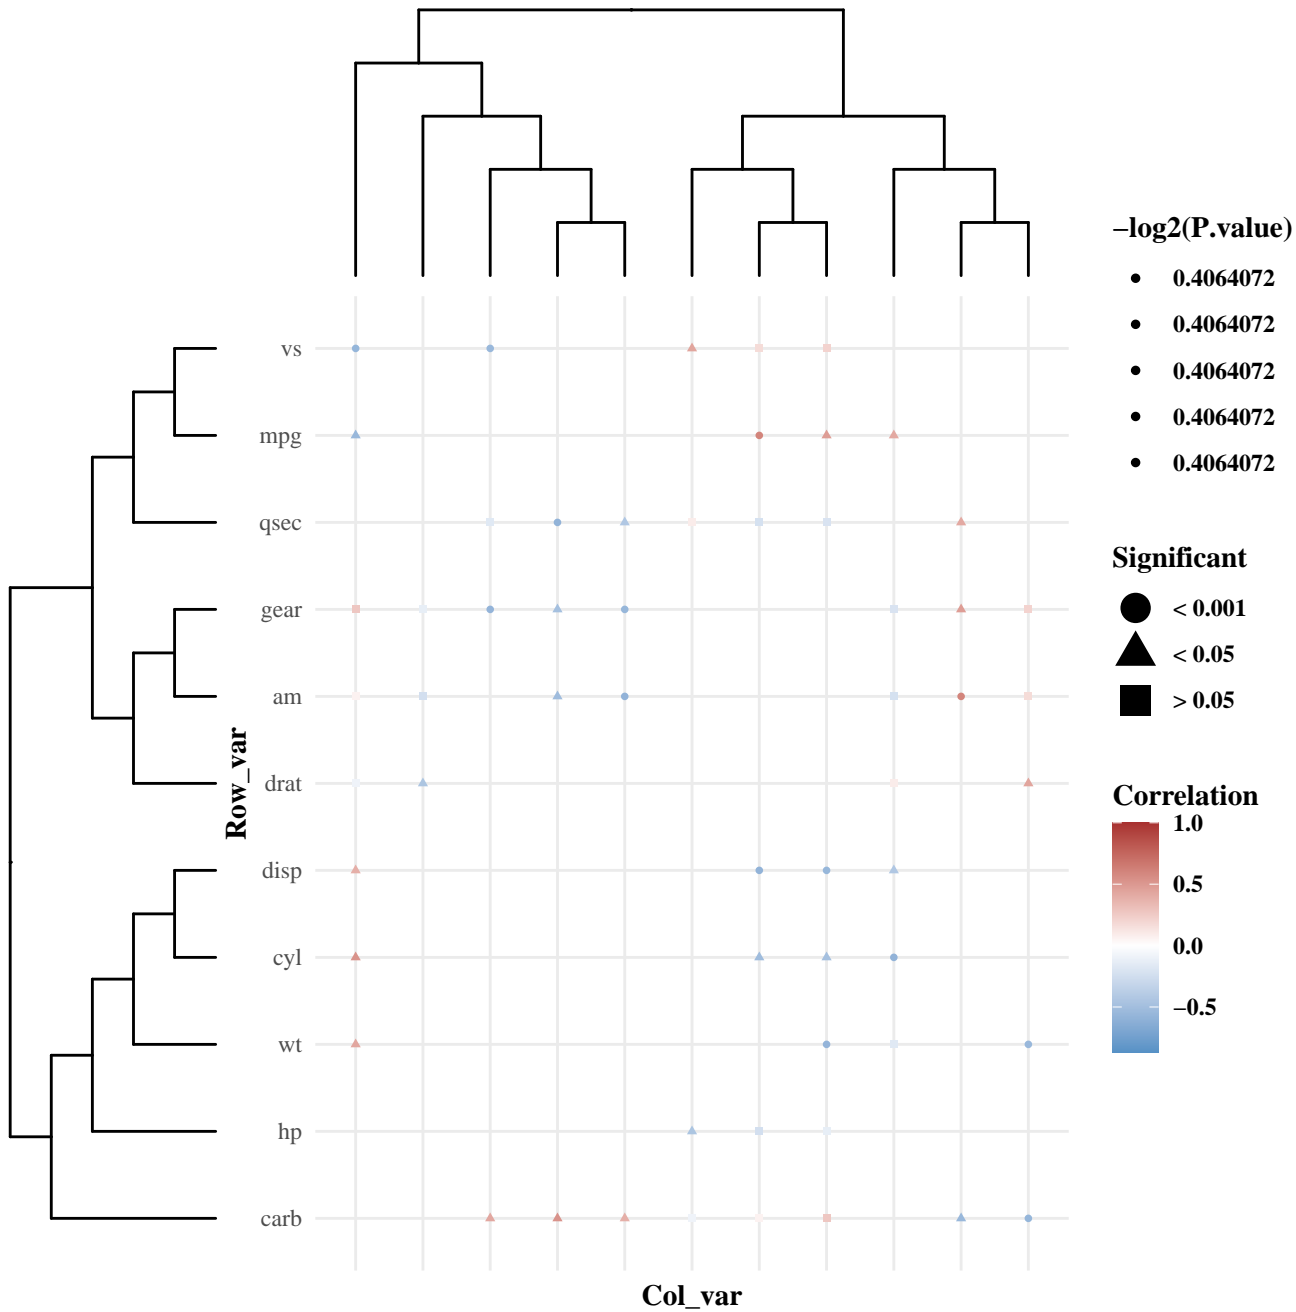 −log2(P.value)
0.4064072
0.4064072
0.4064072
0.4064072
0.4064072
Significant
< 0.001
< 0.05
> 0.05
Correlation
1.0
0.5
0.0
−0.5
vs
mpg
qsec
gear
am
drat
disp
cyl
wt
hp
carb
Row_var
Col_var